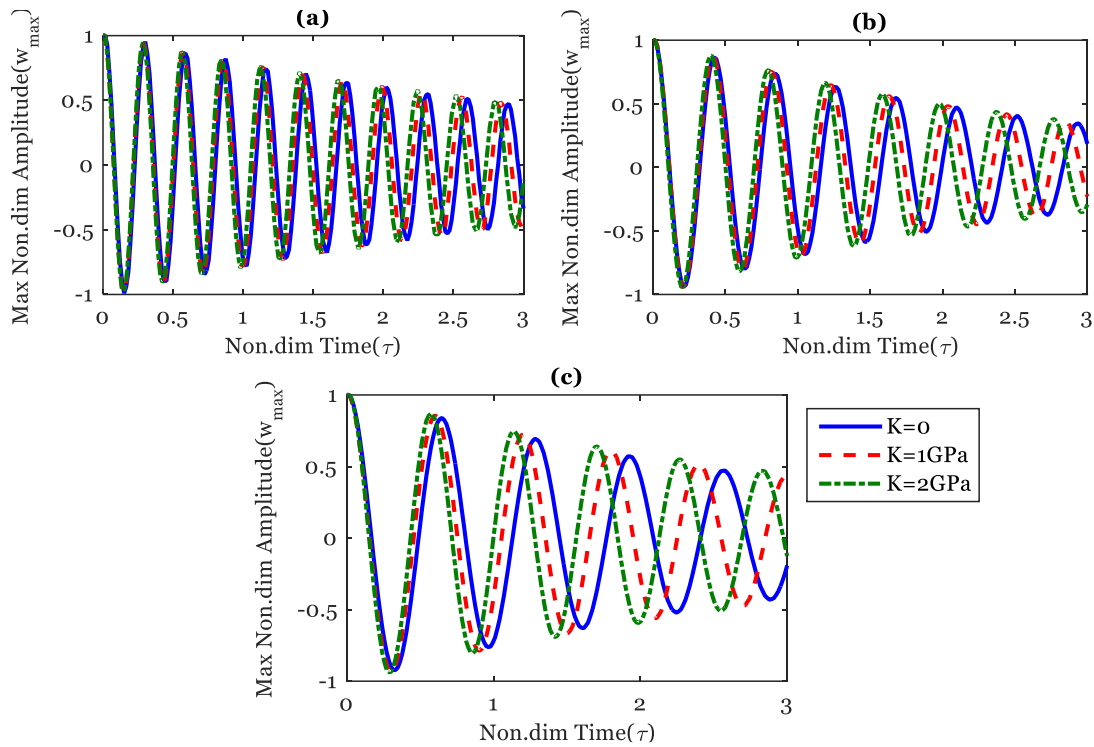 (a)
Max Non.dim Amplitude(w_max)
1
0.5
0
-0.5
-1
0 0.5 1 1.5 2 2.5 3
Non.dim Time(τ)
(b)
Max Non.dim Amplitude(w_max)
1
0.5
0
-0.5
-1
0 0.5 1 1.5 2 2.5 3
Non.dim Time(τ)
(c)
Max Non.dim Amplitude(w_max)
1
0.5
0
-0.5
-1
0 1 2 3
Non.dim Time(τ)
K=0
K=1GPa
K=2GPa